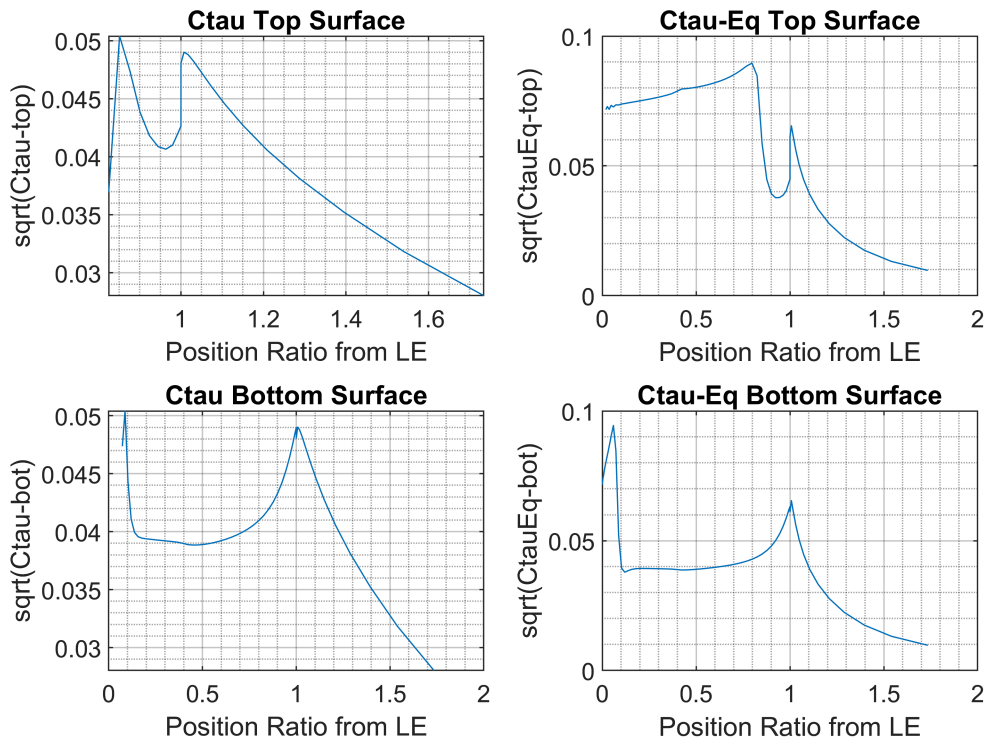 Ctau Top Surface
sqrt(Ctau-top)
0.05
0.045
0.04
0.035
0.03
1
1.2
1.4
1.6
Position Ratio from LE
Ctau-Eq Top Surface
sqrt(CtauEq-top)
0.1
0.05
0
0
0.5
1
1.5
2
Position Ratio from LE
Ctau Bottom Surface
sqrt(Ctau-bot)
0.05
0.045
0.04
0.035
0.03
0
0.5
1
1.5
2
Position Ratio from LE
Ctau-Eq Bottom Surface
sqrt(CtauEq-bot)
0.1
0.05
0
0
0.5
1
1.5
2
Position Ratio from LE